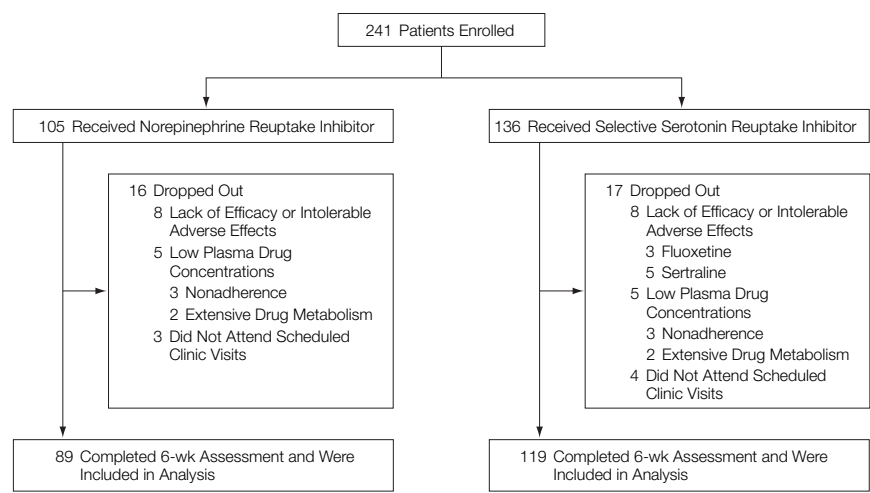 241 Patients Enrolled
105 Received Norepinephrine Reuptake Inhibitor
136 Received Selective Serotonin Reuptake Inhibitor
16 Dropped Out
8 Lack of Efficacy or Intolerable
Adverse Effects
5 Low Plasma Drug
Concentrations
3 Nonadherence
2 Extensive Drug Metabolism
3 Did Not Attend Scheduled
Clinic Visits
17 Dropped Out
8 Lack of Efficacy or Intolerable
Adverse Effects
3 Fluoxetine
5 Sertraline
5 Low Plasma Drug
Concentrations
3 Nonadherence
2 Extensive Drug Metabolism
4 Did Not Attend Scheduled
Clinic Visits
89 Completed 6-wk Assessment and Were
Included in Analysis
119 Completed 6-wk Assessment and Were
Included in Analysis